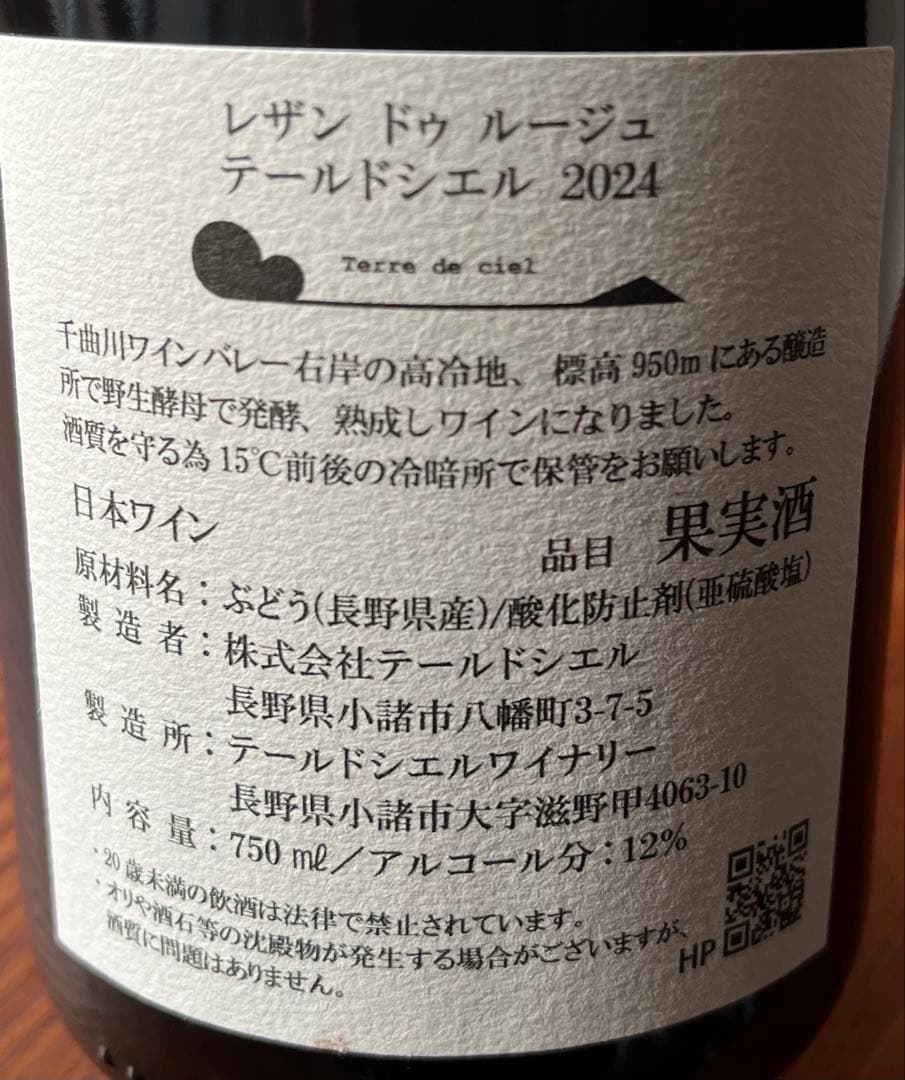 レザン ドゥ ルージュ
テールドシエル 2024
Terre de ciel
千曲川ワインバレー右岸の高冷地、標高 950m にある醸造
所で野生酵母で発酵、熟成しワインになりました。
酒質を守る為 15℃前後の冷暗所で保管をお願いします。
日本ワイン 品目 果実酒
原材料名：ぶどう(長野県産)/酸化防止剤(亜硫酸塩)
製造者：株式会社テールドシエル
長野県小諸市八幡町3-7-5
製造所：テールドシエルワイナリー
長野県小諸市大字滋野甲4063-10
内容量：750 ㎖／アルコール分：12%
・20 歳未満の飲酒は法律で禁止されています。
・オリや酒石等の沈殿物が発生する場合がございますが、
酒質に問題はありません。
HP